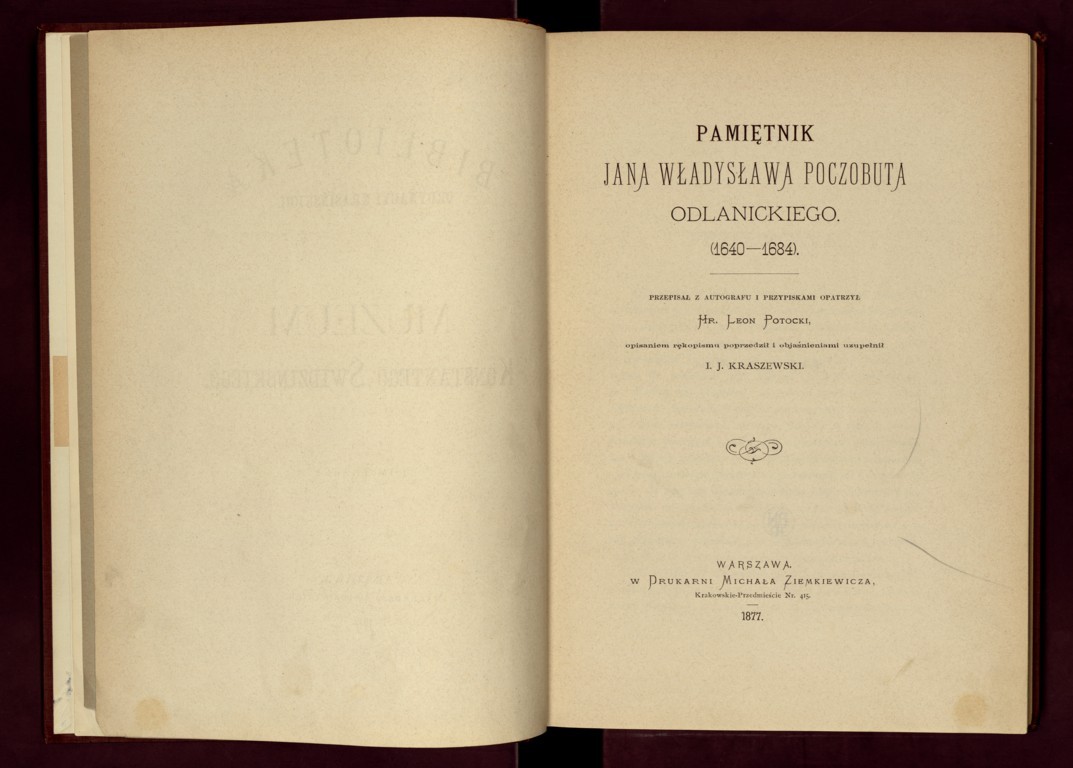 PAMIĘTNIK
JANA WŁADYSŁAWA POCZOBUTA
ODLANICKIEGO.
(1640—1684).
PRZEPISAŁ Z AUTOGRAFU I PRZYPISKAMI OPATRZYŁ
HR. LEON POTOCKI,
opisaniem rękopismu poprzedził i objaśnieniami uzupełnił
I. J. KRASZEWSKI.
WARSZAWA.
W DRUKARNI MICHAŁA ZIEMKIEWICZA,
Krakowskie-Przedmieście Nr. 415.
1877.